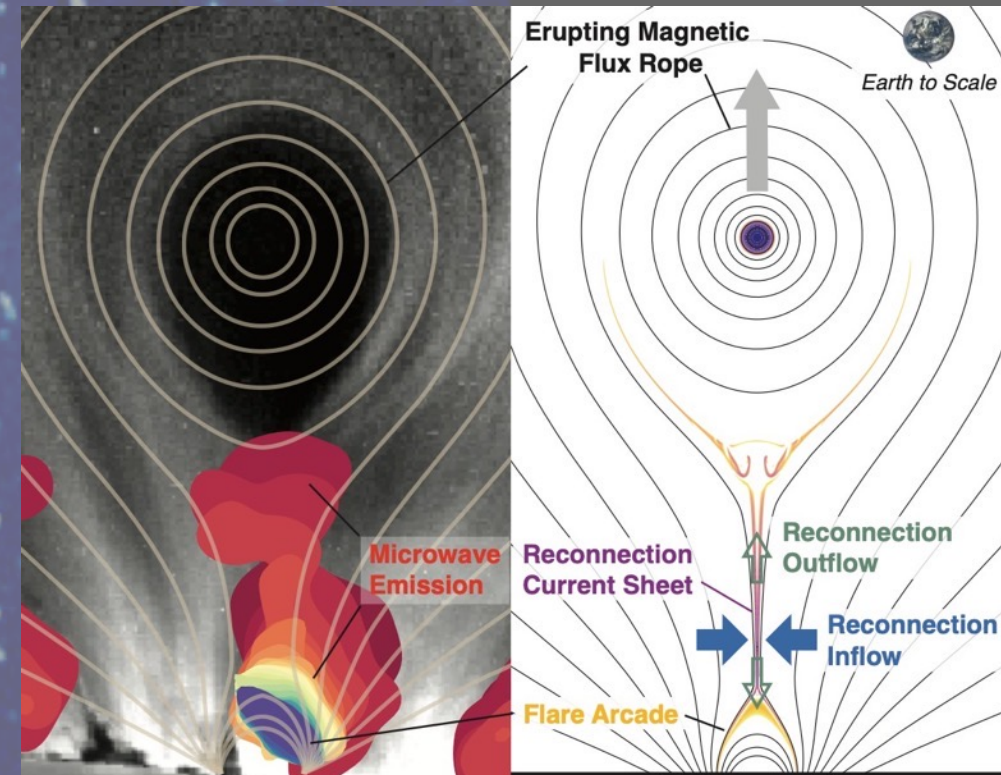 Erupting Magnetic
Flux Rope
Earth to Scale
Microwave
Emission
Reconnection
Current Sheet
Reconnection
Outflow
Reconnection
Inflow
Flare Arcade